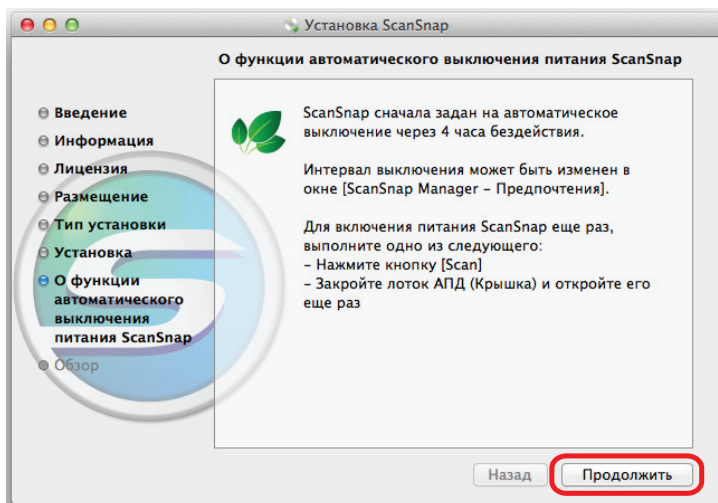 Установка ScanSnap
О функции автоматического выключения питания ScanSnap
Введение
Информация
Лицензия
Размещение
Тип установки
Установка
О функции
автоматического
выключения
питания ScanSnap
Обзор
ScanSnap сначала задан на автоматическое
выключение через 4 часа бездействия.
Интервал выключения может быть изменен в
окне [ScanSnap Manager – Предпочтения].
Для включения питания ScanSnap еще раз,
выполните одно из следующего:
– Нажмите кнопку [Scan]
– Закройте лоток АПД (Крышка) и откройте его
еще раз
Назад
Продолжить